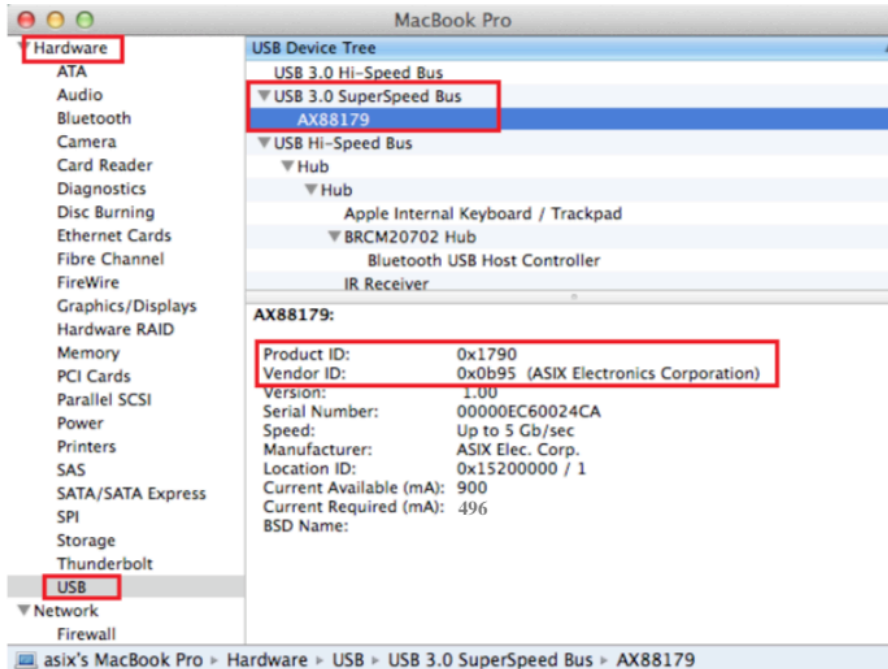 MacBook Pro
Hardware
ATA
Audio
Bluetooth
Camera
Card Reader
Diagnostics
Disc Burning
Ethernet Cards
Fibre Channel
FireWire
Graphics/Displays
Hardware RAID
Memory
PCI Cards
Parallel SCSI
Power
Printers
SAS
SATA/SATA Express
SPI
Storage
Thunderbolt
USB
Network
Firewall
USB Device Tree
USB 3.0 Hi-Speed Bus
USB 3.0 SuperSpeed Bus
AX88179
USB Hi-Speed Bus
Hub
Hub
Apple Internal Keyboard / Trackpad
BRCM20702 Hub
Bluetooth USB Host Controller
IR Receiver
AX88179:
Product ID: 0x1790
Vendor ID: 0x0b95 (ASIX Electronics Corporation)
Version: 1.00
Serial Number: 00000EC60024CA
Speed: Up to 5 Gb/sec
Manufacturer: ASIX Elec. Corp.
Location ID: 0x15200000 / 1
Current Available (mA): 900
Current Required (mA): 496
BSD Name:
asix's MacBook Pro ▸ Hardware ▸ USB ▸ USB 3.0 SuperSpeed Bus ▸ AX88179